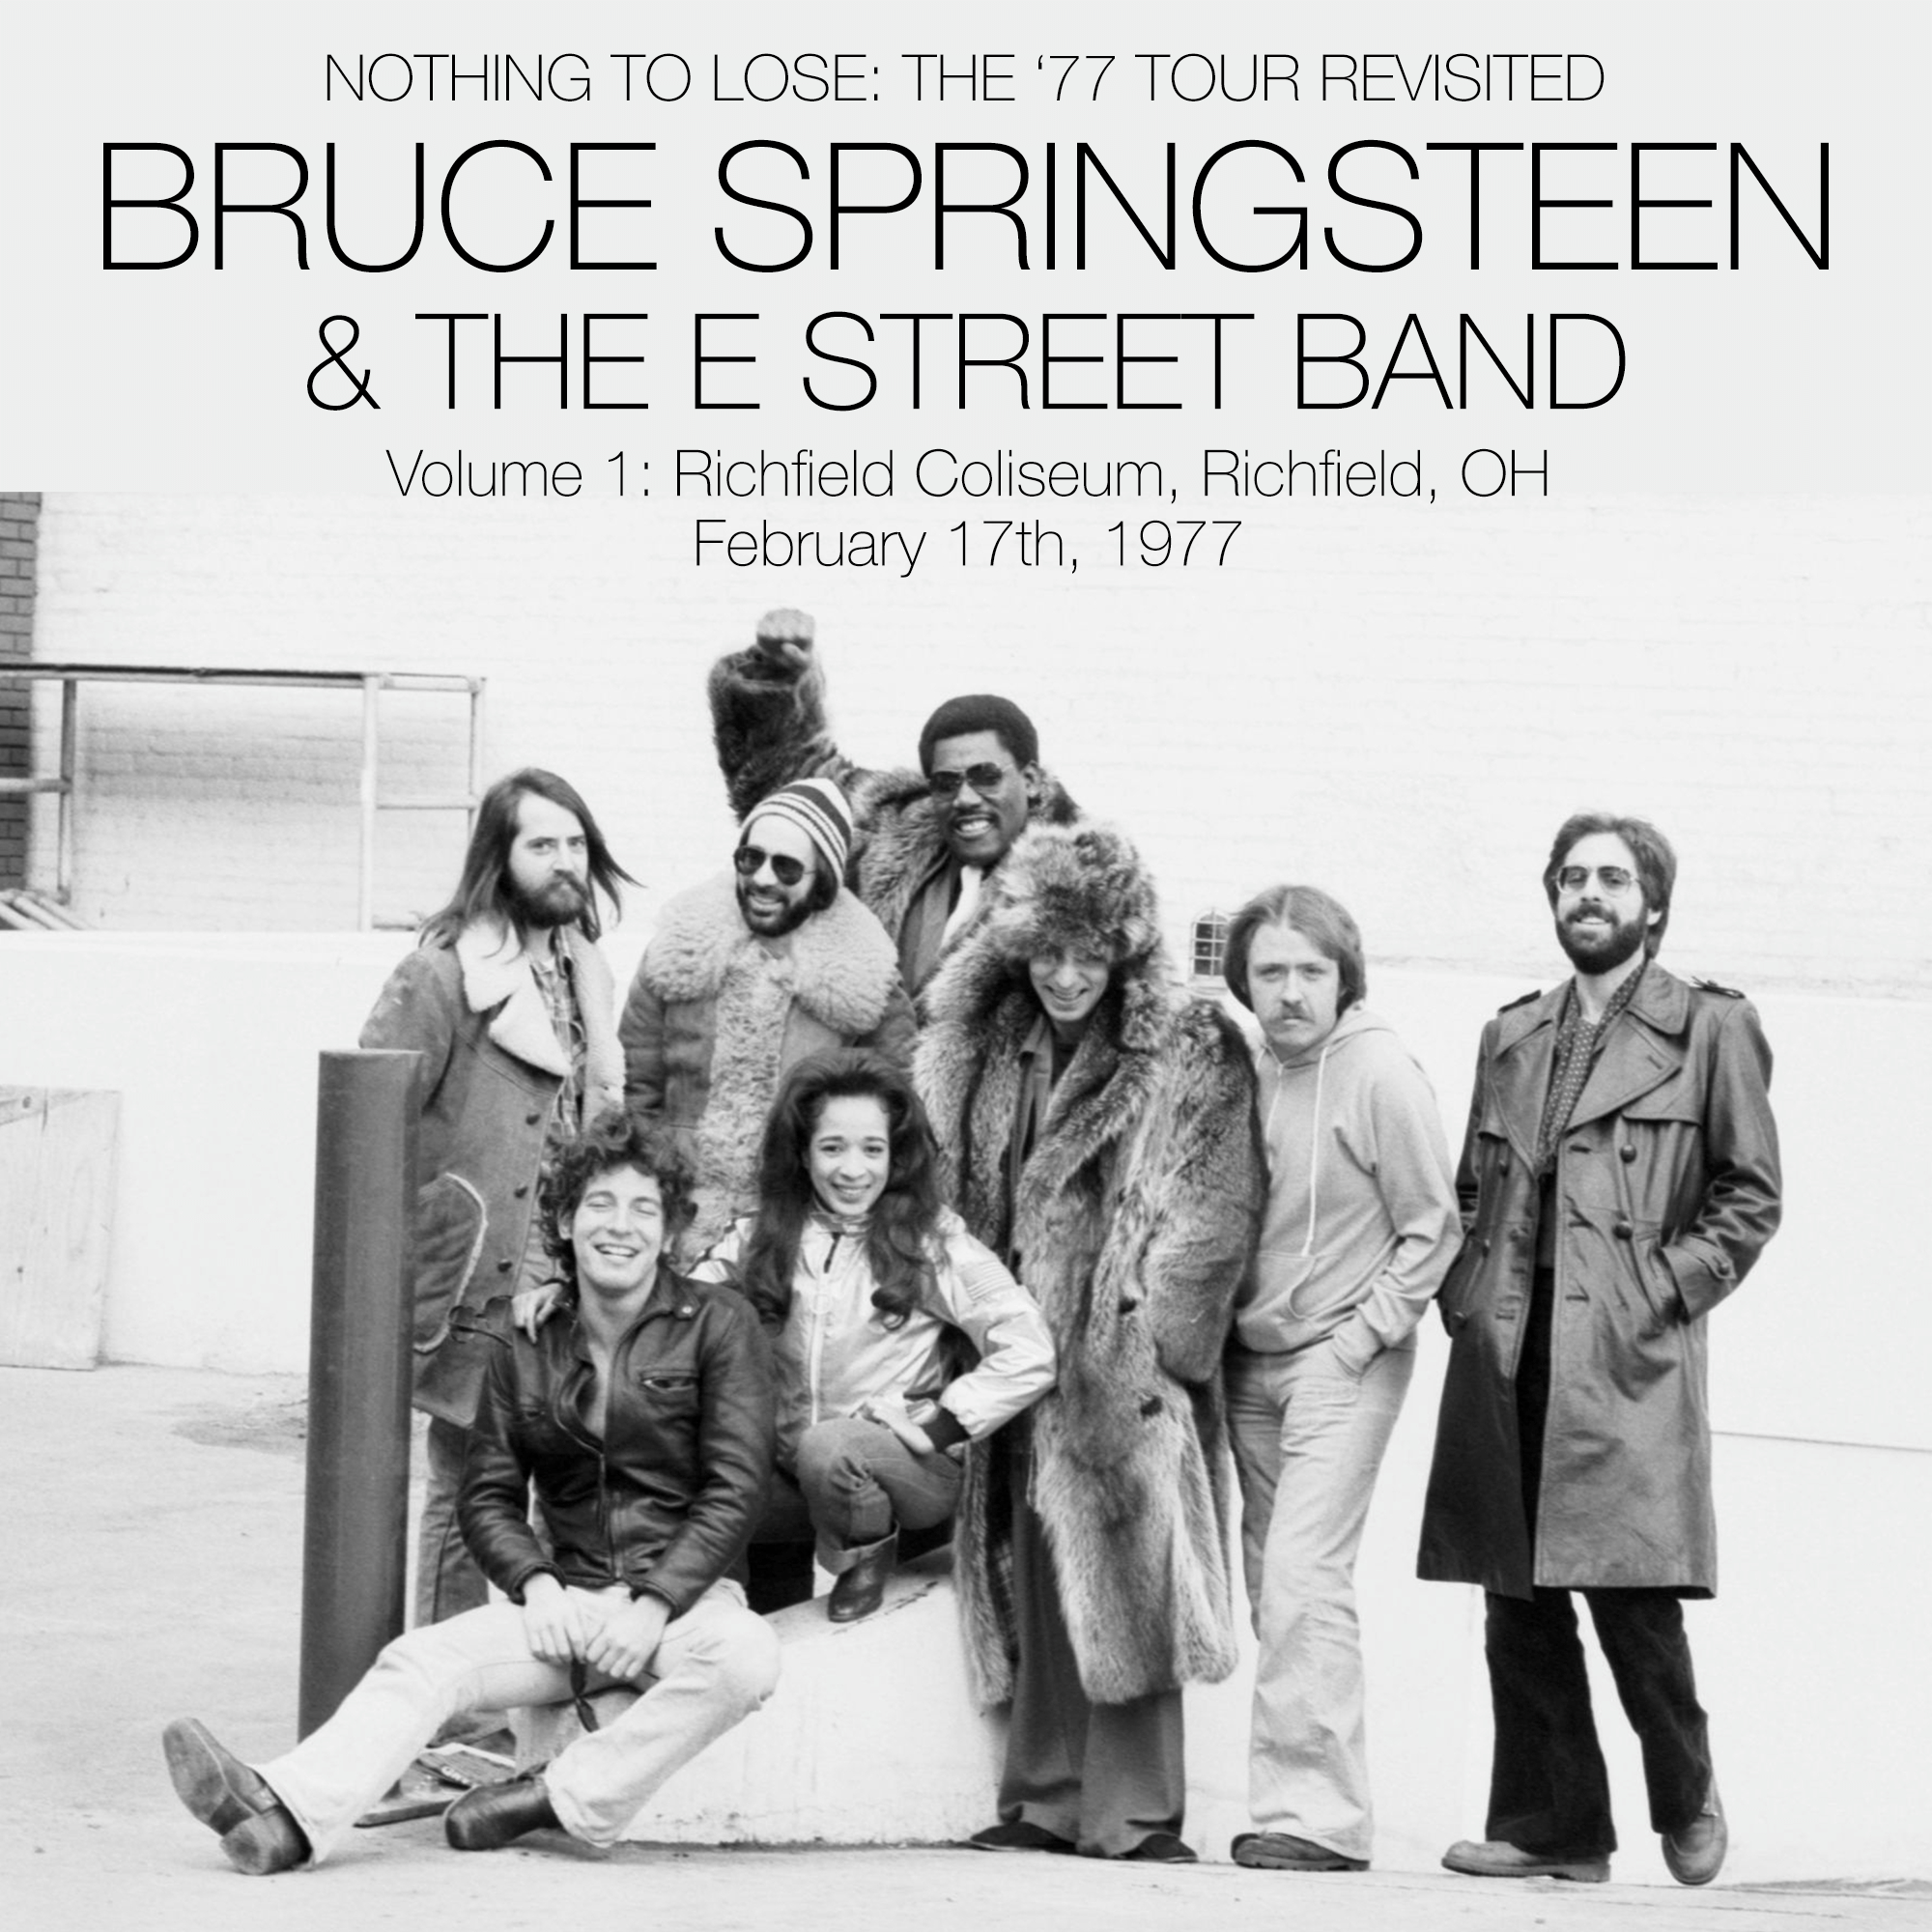 NOTHING TO LOSE: THE ‘77 TOUR REVISITED
BRUCE SPRINGSTEEN
& THE E STREET BAND
Volume 1: Richfield Coliseum, Richfield, OH
February 17th, 1977